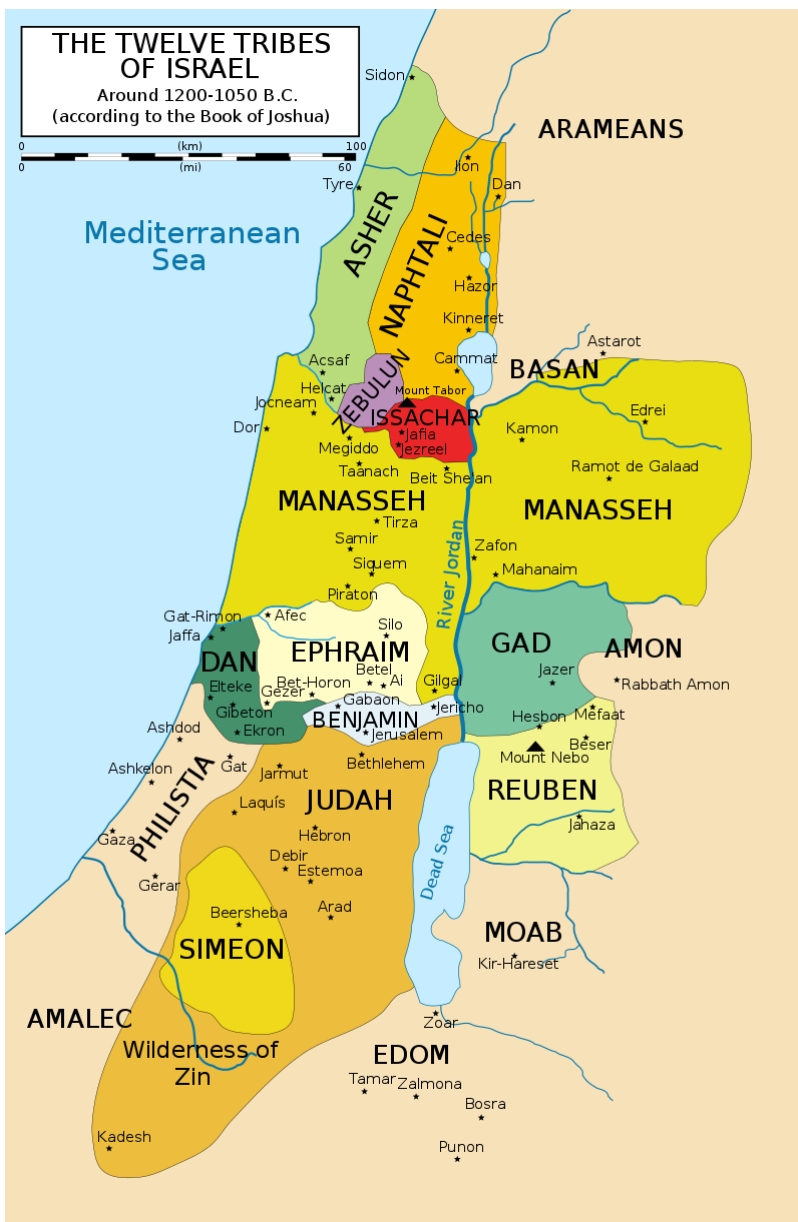 THE TWELVE TRIBES
OF ISRAEL
Around 1200-1050 B.C.
(according to the Book of Joshua)
0 (km) 100
0 (mi) 60
Sidon
ARAMEANS
Ilon
Tyre
Dan
ASHER
NAPHTALI
Mediterranean
Sea
Cedes
Hazor
Kinneret
Astarot
Acsaf
Cammat
BASAN
Helcat
ZEBULUN
Mount Tabor
Jocneam
ISSACHAR
Edrei
Dor
Jafia
Kamon
Megiddo
Jezreel
Taanach
Beit She'an
Ramot de Galaad
MANASSEH
MANASSEH
Tirza
Samir
Zafon
Siquem
Mahanaim
Piraton
River Jordan
Gat-Rimon
Afec
Jaffa
Silo
GAD
AMON
DAN
EPHRAIM
Betel
Jazer
Elteke
Bet-Horon
Ai
Gilgal
Rabbath Amon
Gezer
Gabaon
Jericho
Gibeton
BENJAMIN
Hesbon
Mefaat
Ashdod
Ekron
Jerusalem
Beser
Gat
Bethlehem
Mount Nebo
Ashkelon
Jarmut
PHILISTIA
JUDAH
REUBEN
Laquís
Gaza
Hebron
Jahaza
Debir
Dead Sea
Gerar
Estemoa
Beersheba
Arad
SIMEON
MOAB
Kir-Hareset
AMALEC
Zoar
Wilderness of
Zin
EDOM
Tamar
Zalmona
Bosra
Kadesh
Punon